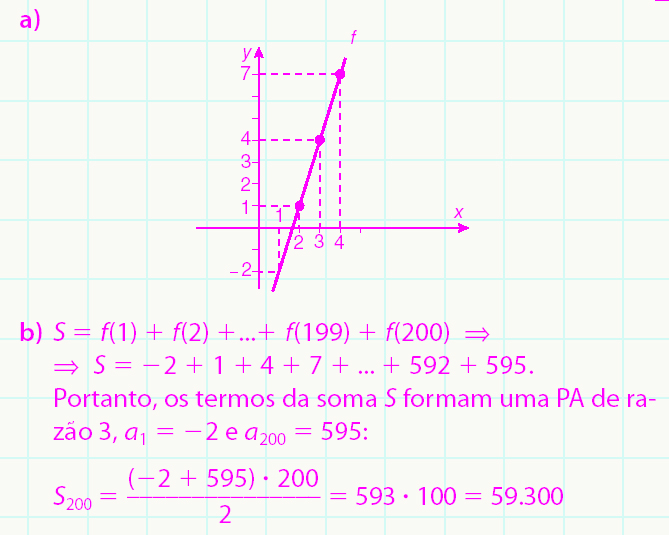 a)
f
y
7
4
3
2
1
1
x
2 3 4
−2
b) S = f(1) + f(2) +...+ f(199) + f(200) ⇒
⇒ S = −2 + 1 + 4 + 7 + ... + 592 + 595.
Portanto, os termos da soma S formam uma PA de ra-
zão 3, a₁ = −2 e a₂₀₀ = 595:
S₂₀₀ = (−2 + 595) · 200 / 2 = 593 · 100 = 59.300